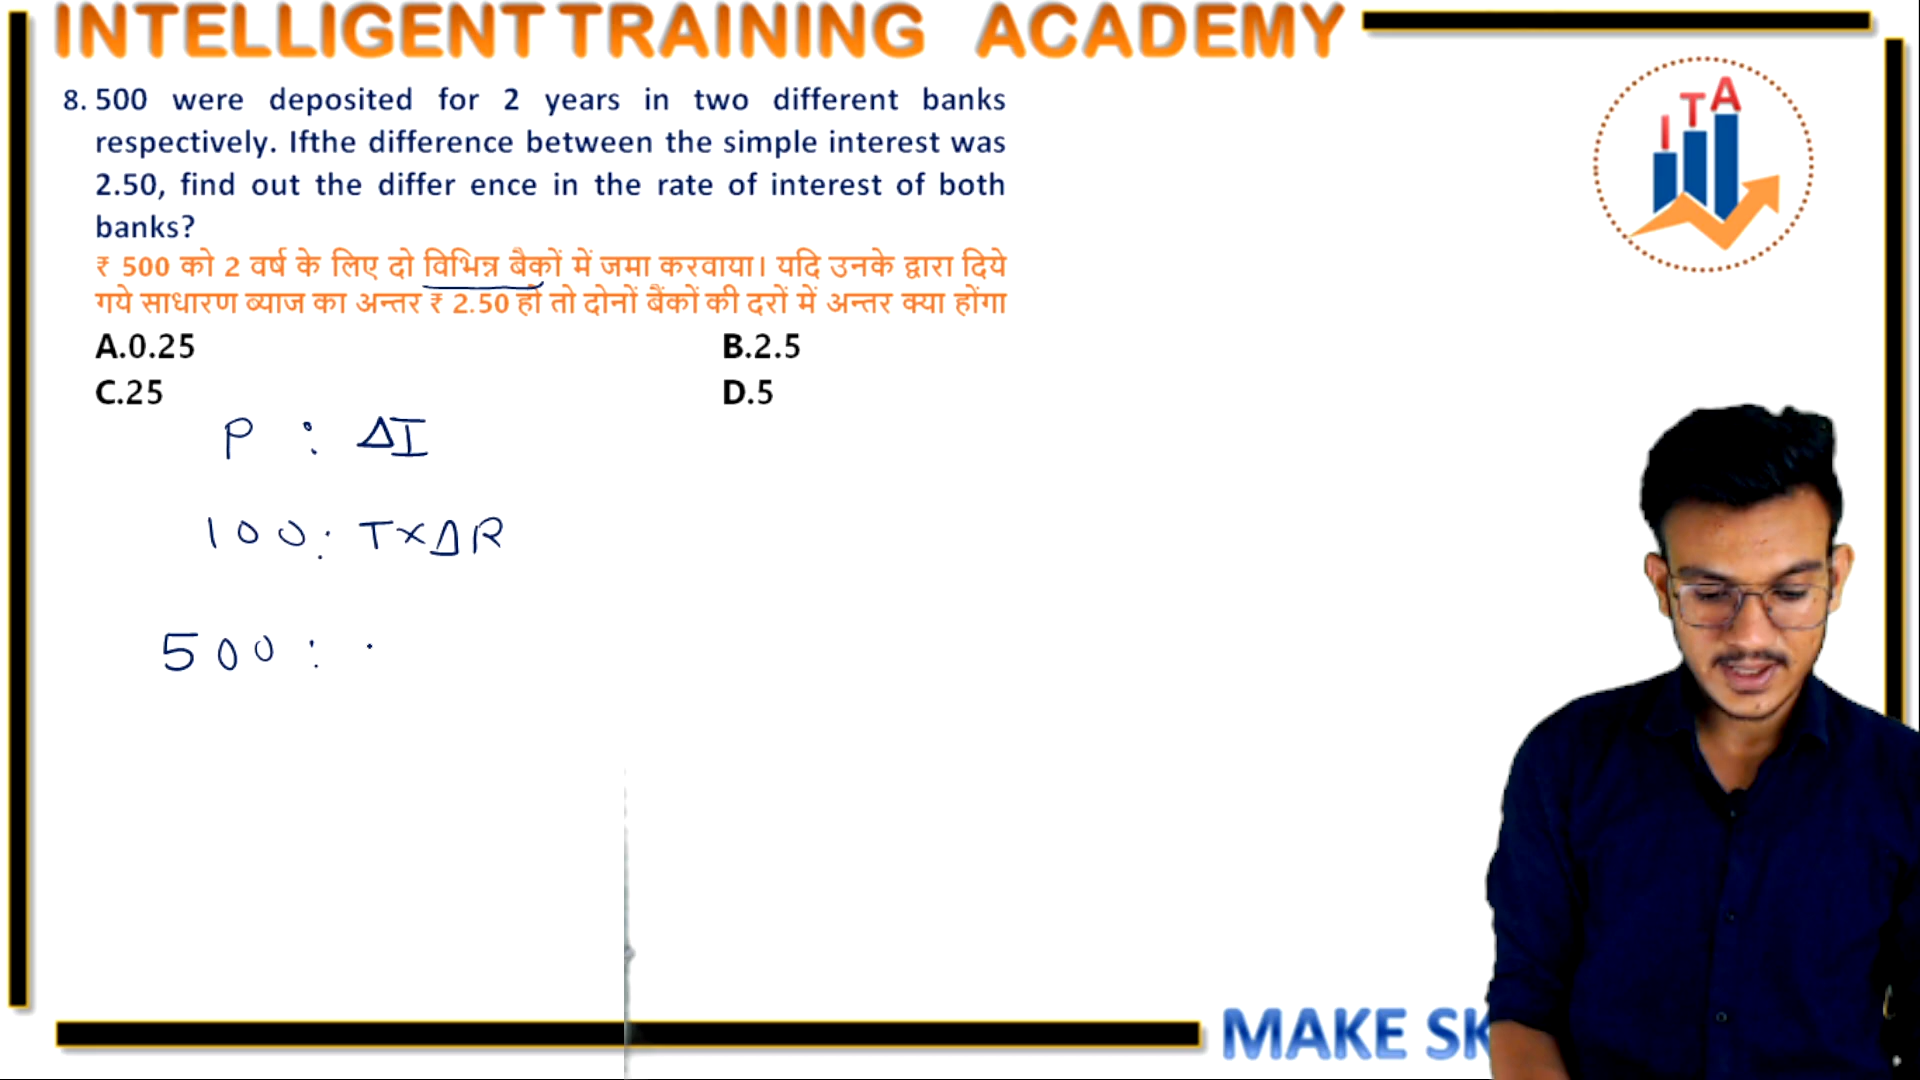 INTELLIGENT TRAINING ACADEMY
I T A
8. 500 were deposited for 2 years in two different banks
respectively. Ifthe difference between the simple interest was
2.50, find out the differ ence in the rate of interest of both
banks?
₹ 500 को 2 वर्ष के लिए दो विभिन्न बैकों में जमा करवाया। यदि उनके द्वारा दिये
गये साधारण व्याज का अन्तर ₹ 2.50 हो तो दोनों बैंकों की दरों में अन्तर क्या होंगा
A.0.25 B.2.5
C.25 D.5
P : ΔI
100 : T×ΔR
500 :
MAKE SK